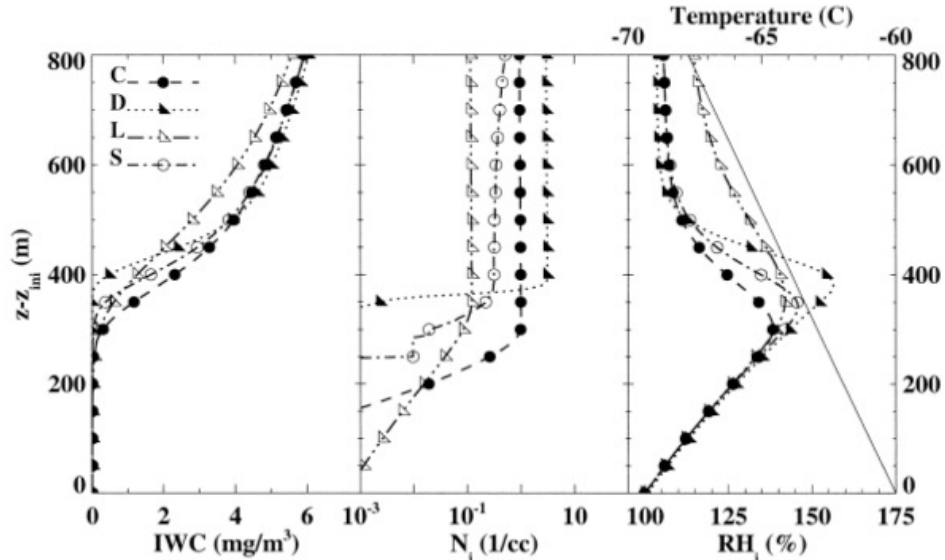 Temperature (C)
-70 -65 -60
800 800
C
D
L
S
600 600
400 400
200 200
0 0
z-z_ini (m)
0 2 4 6 10⁻³ 10⁻¹ 10 100 125 150 175
IWC (mg/m³) N_i (1/cc) RH_i (%)